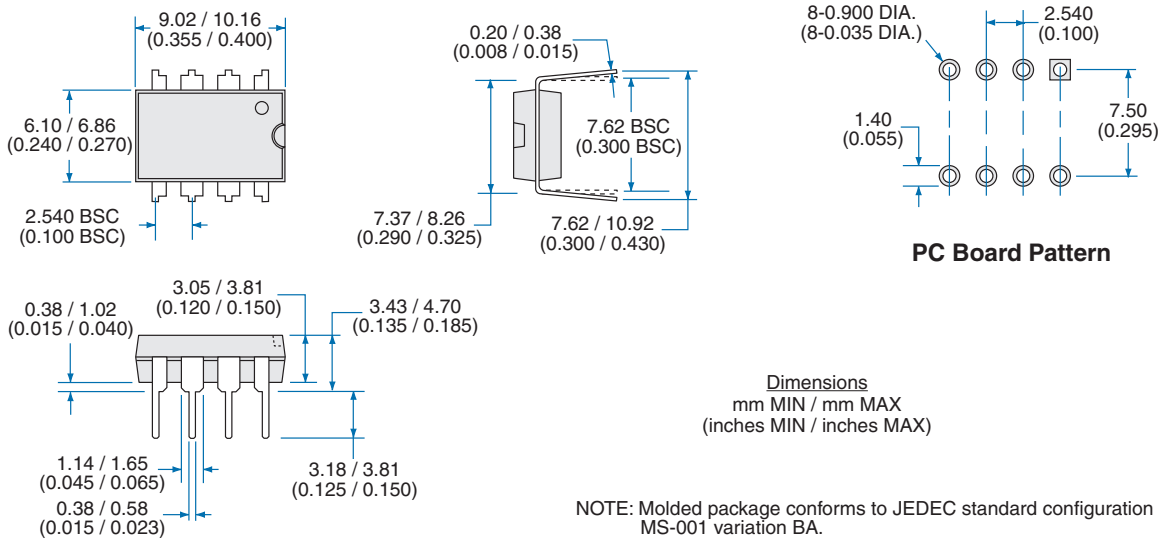 9.02 / 10.16
(0.355 / 0.400)
6.10 / 6.86
(0.240 / 0.270)
2.540 BSC
(0.100 BSC)
0.20 / 0.38
(0.008 / 0.015)
7.62 BSC
(0.300 BSC)
7.37 / 8.26
(0.290 / 0.325)
7.62 / 10.92
(0.300 / 0.430)
8-0.900 DIA.
(8-0.035 DIA.)
2.540
(0.100)
1.40
(0.055)
7.50
(0.295)
PC Board Pattern
0.38 / 1.02
(0.015 / 0.040)
3.05 / 3.81
(0.120 / 0.150)
3.43 / 4.70
(0.135 / 0.185)
1.14 / 1.65
(0.045 / 0.065)
0.38 / 0.58
(0.015 / 0.023)
3.18 / 3.81
(0.125 / 0.150)
Dimensions
mm MIN / mm MAX
(inches MIN / inches MAX)
NOTE: Molded package conforms to JEDEC standard configuration
MS-001 variation BA.